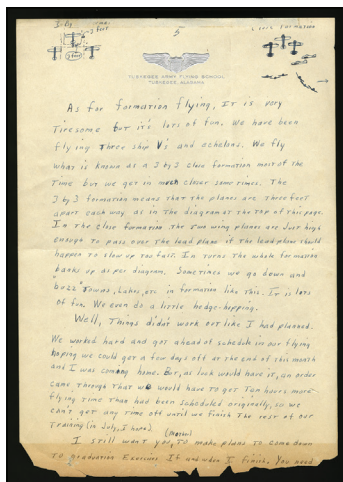 3 feet
3 feet
5
Close Formation
TUSKEGEE ARMY FLYING SCHOOL
TUSKEGEE, ALABAMA
As for formation flying, It is very
Tiresome but it's lots of fun. We have been
flying Three ship V's and echelons. We fly
what is known as a 3 by 3 close formation most of the
Time but we get in much closer some times. The
3 by 3 formation means that the planes are Three feet
apart each way as in the diagram at the Top of this page.
In the close formation the Two wing planes are Just high
enough to pass over the lead plane if the lead plane should
happen to slow up too fast. In turns the whole formation
banks up as per diagram. Sometimes we go down and
"buzz" Towns, Lakes, etc in formation like this. It is lots
of fun. We even do a little hedge-hopping.
Well, Things didn't work out like I had planned.
We worked hard and got ahead of schedule in our flying
hoping we could get a few days off at the end of this month
and I was coming home. But, as luck would have it, an order
came through That we would have to get Ten hours more
flying Time than had been scheduled originally, so we
can't get any time off until we finish The rest of our
Training (in July, I hope)
I still want you, To make plans to come down
To Graduation Exercises If and when I finish. You need